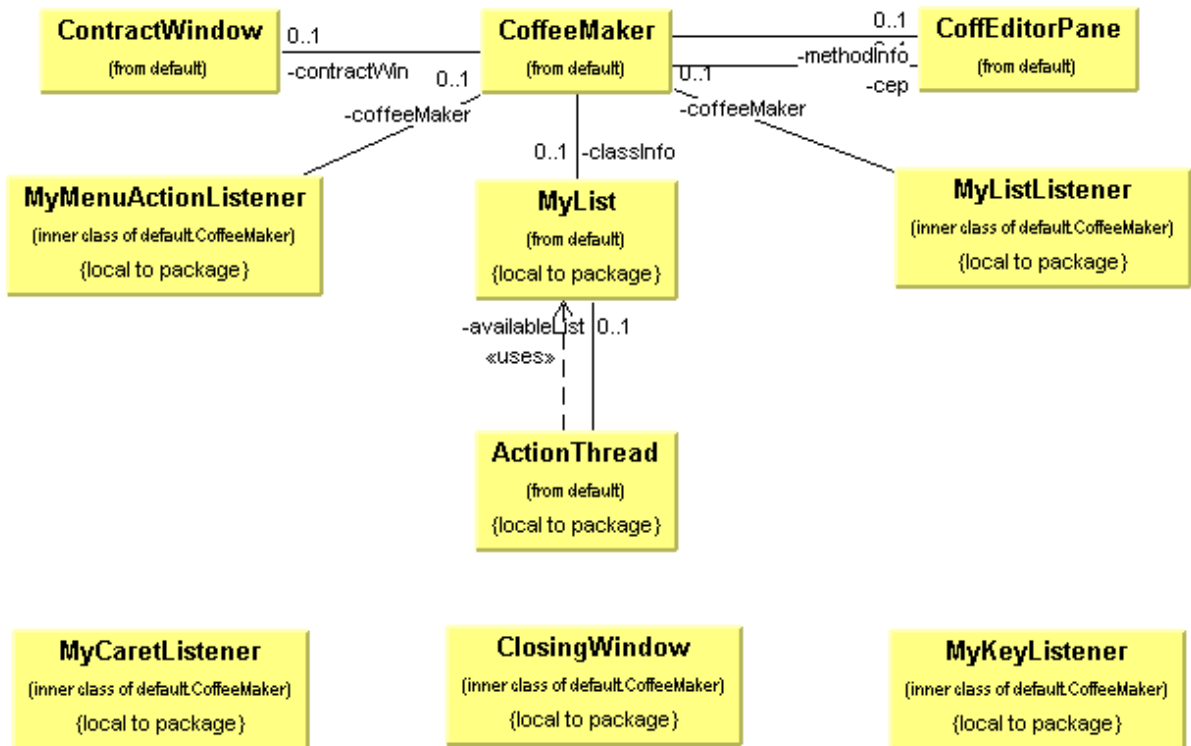 ContractWindow
(from default)
0..1
-contractWin
CoffeeMaker
(from default)
0..1
-methodInfo
0..1
-cep
CoffEditorPane
(from default)
0..1
-coffeeMaker
-coffeeMaker
0..1
-classInfo
MyMenuActionListener
(inner class of default.CoffeeMaker)
{local to package}
MyList
(from default)
{local to package}
MyListListener
(inner class of default.CoffeeMaker)
{local to package}
-availableList
0..1
«uses»
ActionThread
(from default)
{local to package}
MyCaretListener
(inner class of default.CoffeeMaker)
{local to package}
ClosingWindow
(inner class of default.CoffeeMaker)
{local to package}
MyKeyListener
(inner class of default.CoffeeMaker)
{local to package}